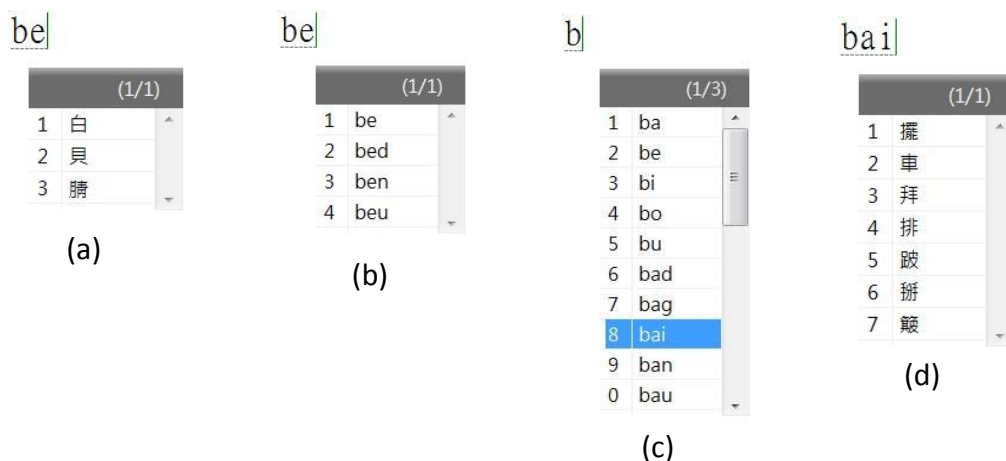 be
(1/1)
1 白
2 貝
3 腈
(a)
be
(1/1)
1 be
2 bed
3 ben
4 beu
(b)
b
(1/3)
1 ba
2 be
3 bi
4 bo
5 bu
6 bad
7 bag
8 bai
9 ban
0 bau
(c)
bai
(1/1)
1 擺
2 車
3 拜
4 排
5 跛
6 掰
7 簸
(d)